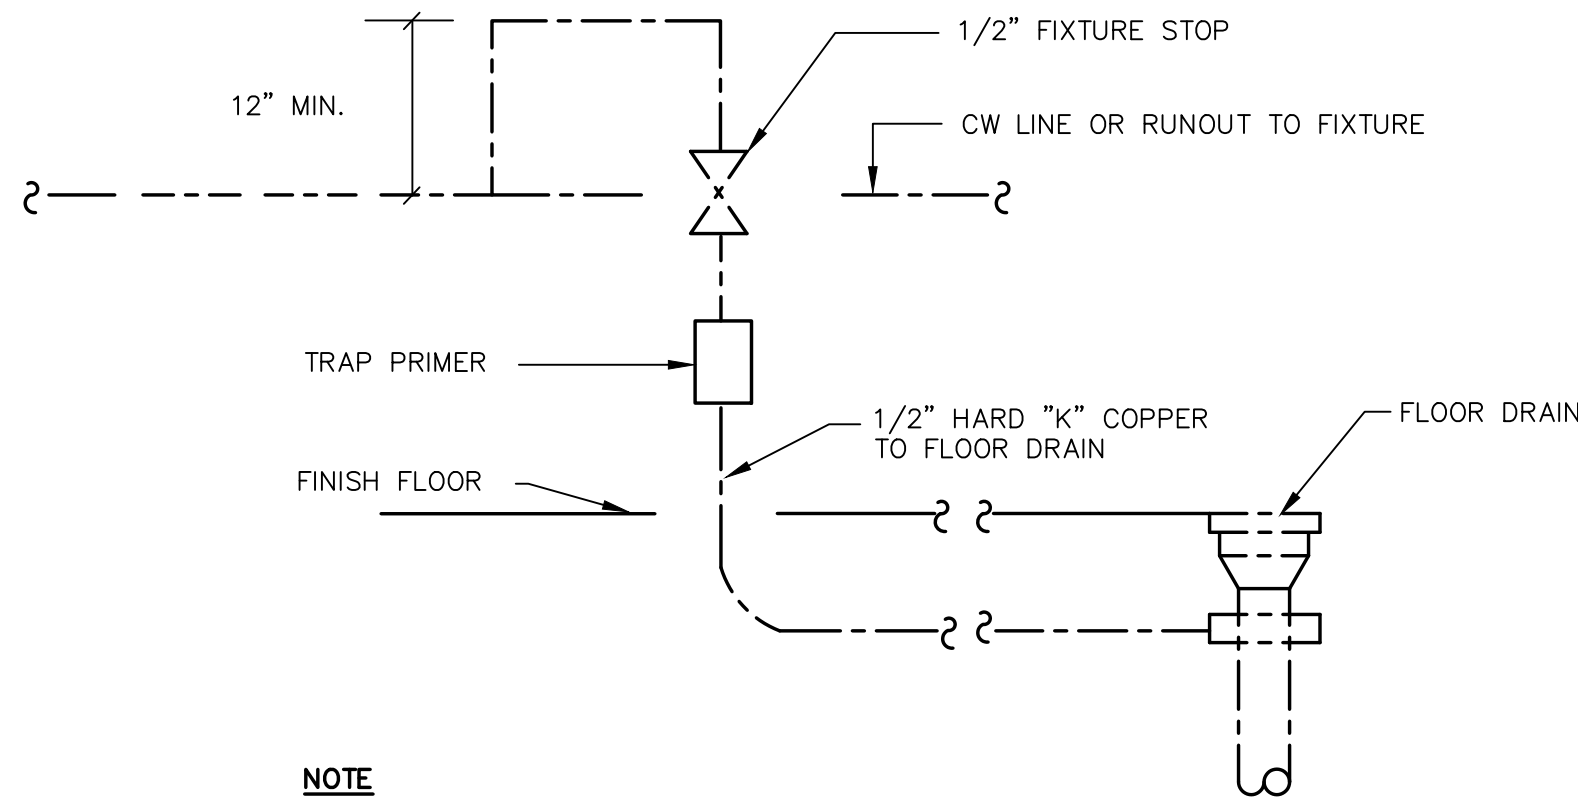 1/2” FIXTURE STOP
12” MIN.
CW LINE OR RUNOUT TO FIXTURE
TRAP PRIMER
1/2” HARD ”K” COPPER
TO FLOOR DRAIN
FLOOR DRAIN
FINISH FLOOR
NOTE